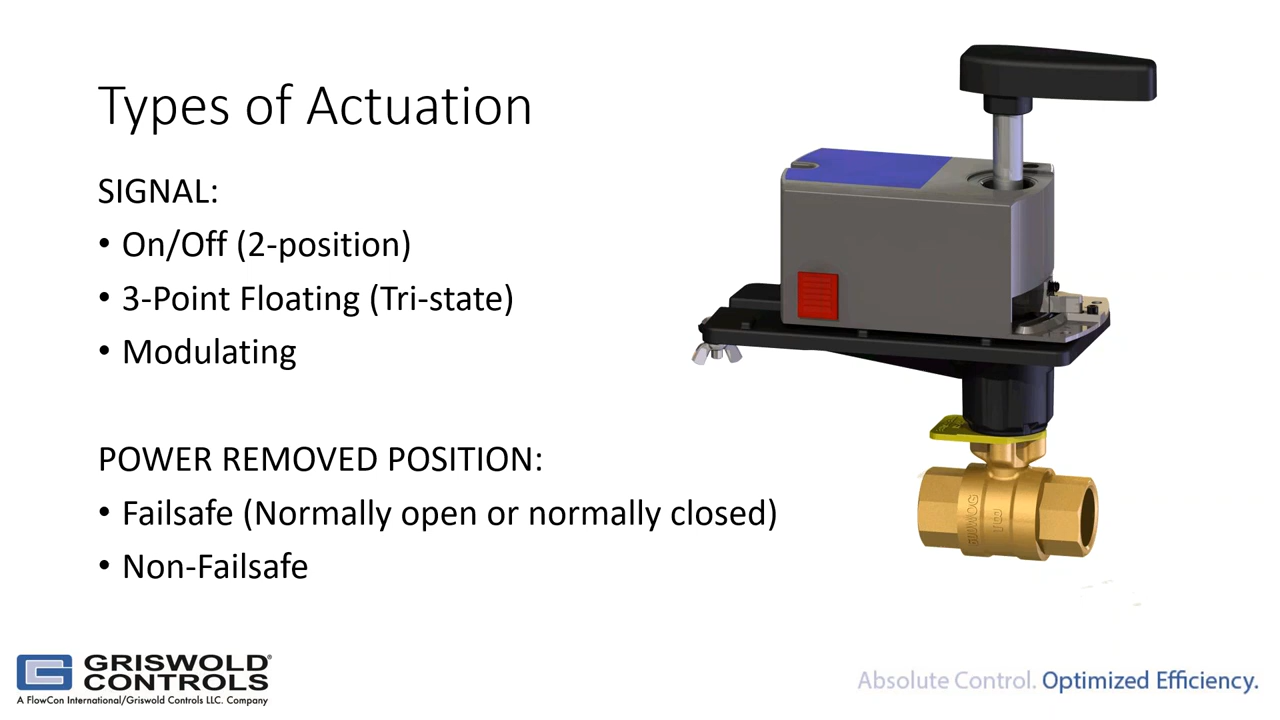 Types of Actuation
SIGNAL:
• On/Off (2-position)
• 3-Point Floating (Tri-state)
• Modulating
POWER REMOVED POSITION:
• Failsafe (Normally open or normally closed)
• Non-Failsafe
GRISWOLD®
CONTROLS
A FlowCon International/Griswold Controls LLC. Company
Absolute Control. Optimized Efficiency.